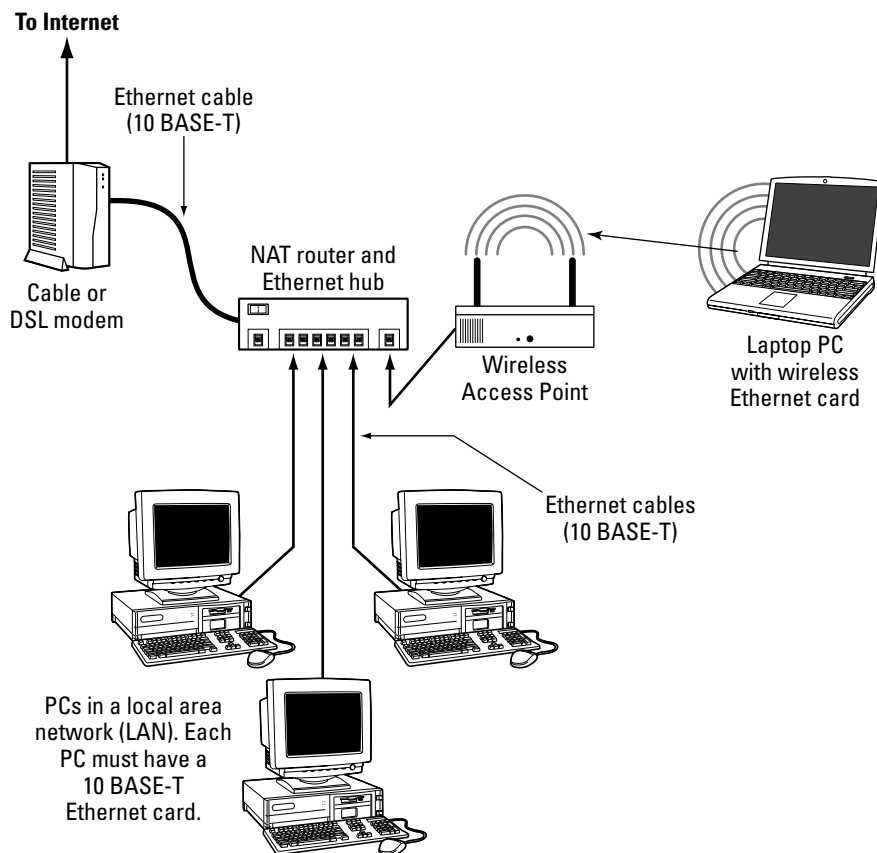 To Internet
Ethernet cable
(10 BASE-T)
Cable or
DSL modem
NAT router and
Ethernet hub
Wireless
Access Point
Laptop PC
with wireless
Ethernet card
Ethernet cables
(10 BASE-T)
PCs in a local area
network (LAN). Each
PC must have a
10 BASE-T
Ethernet card.